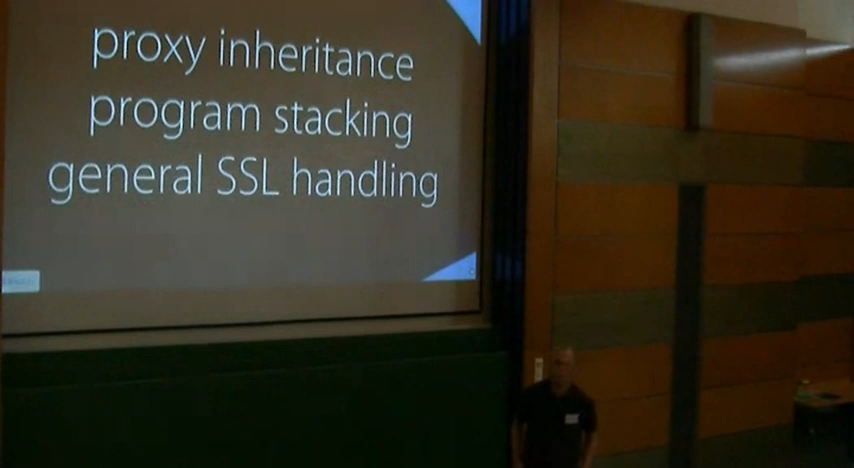 proxy inheritance
program stacking
general SSL handling